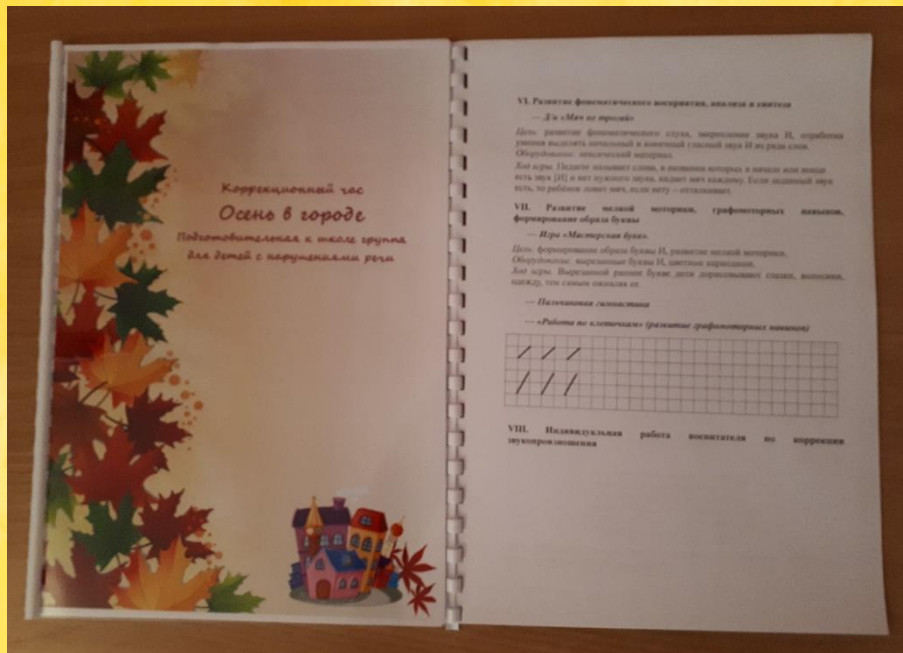 Коррекционный час
Осень в городе
Подготовительная к школе группа
для детей с нарушениями речи
VI. Развитие фонематического восприятия, анализа и синтеза
— Д/и «Мяч не трогай»
Цель: развитие фонематического слуха, закрепление звука И, отработка
умения выделять начальный и конечный гласный звук И из ряда слов.
Оборудование: лексический материал.
Ход игры. Педагог называет слова, в названии которых в начале или конце
есть звук [И] и нет нужного звука, кидает мяч каждому. Если заданный звук
есть, то ребёнок ловит мяч, если нету – отталкивает.
VII. Развитие мелкой моторики, графомоторных навыков,
формирование образа буквы
— Игра «Мастерская букв».
Цель: формирование образа буквы И, развитие мелкой моторики.
Оборудование: вырезанные буквы И, цветные карандаши.
Ход игры. Вырезанной ранее букве дети дорисовывают глазки, волосики,
одежду, тем самым оживляя ее.
— Пальчиковая гимнастика
— «Работа по клеточкам» (развитие графомоторных навыков)
VIII. Индивидуальная работа воспитателя по коррекции
звукопроизношения